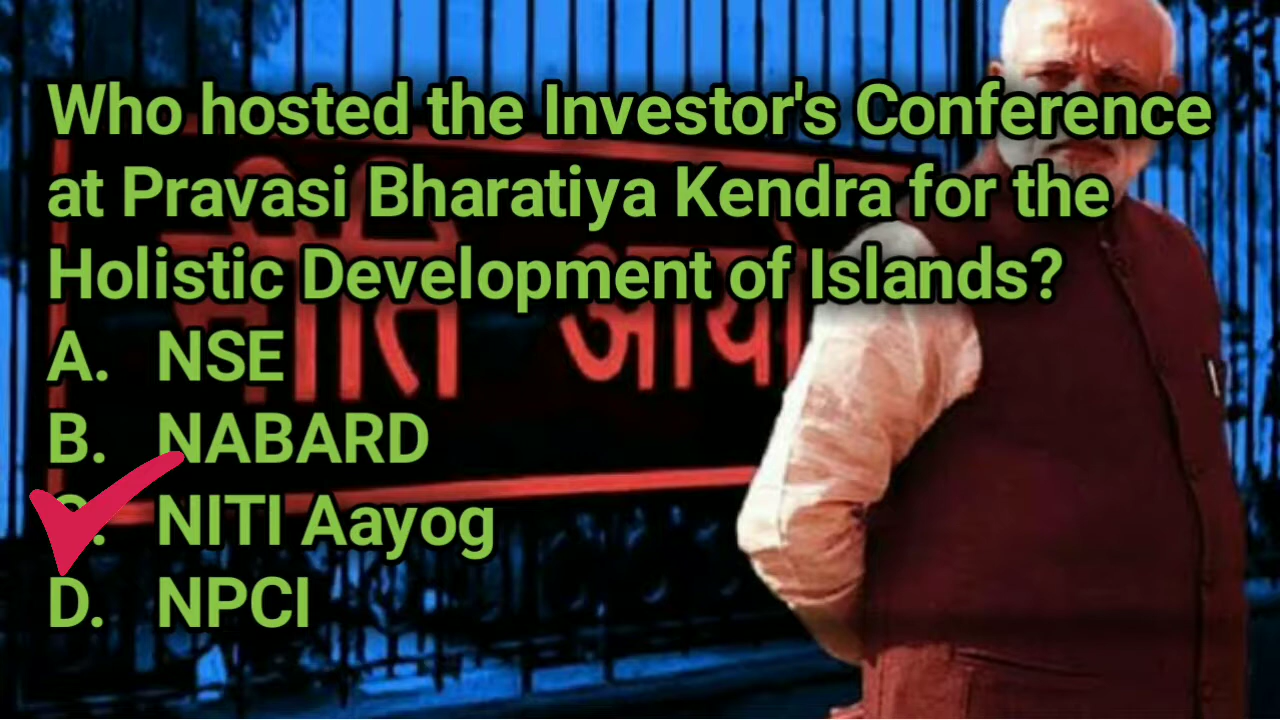 Who hosted the Investor's Conference
at Pravasi Bharatiya Kendra for the
Holistic Development of Islands?
A. NSE
B. NABARD
C. NITI Aayog
D. NPCI
नीति आयोग